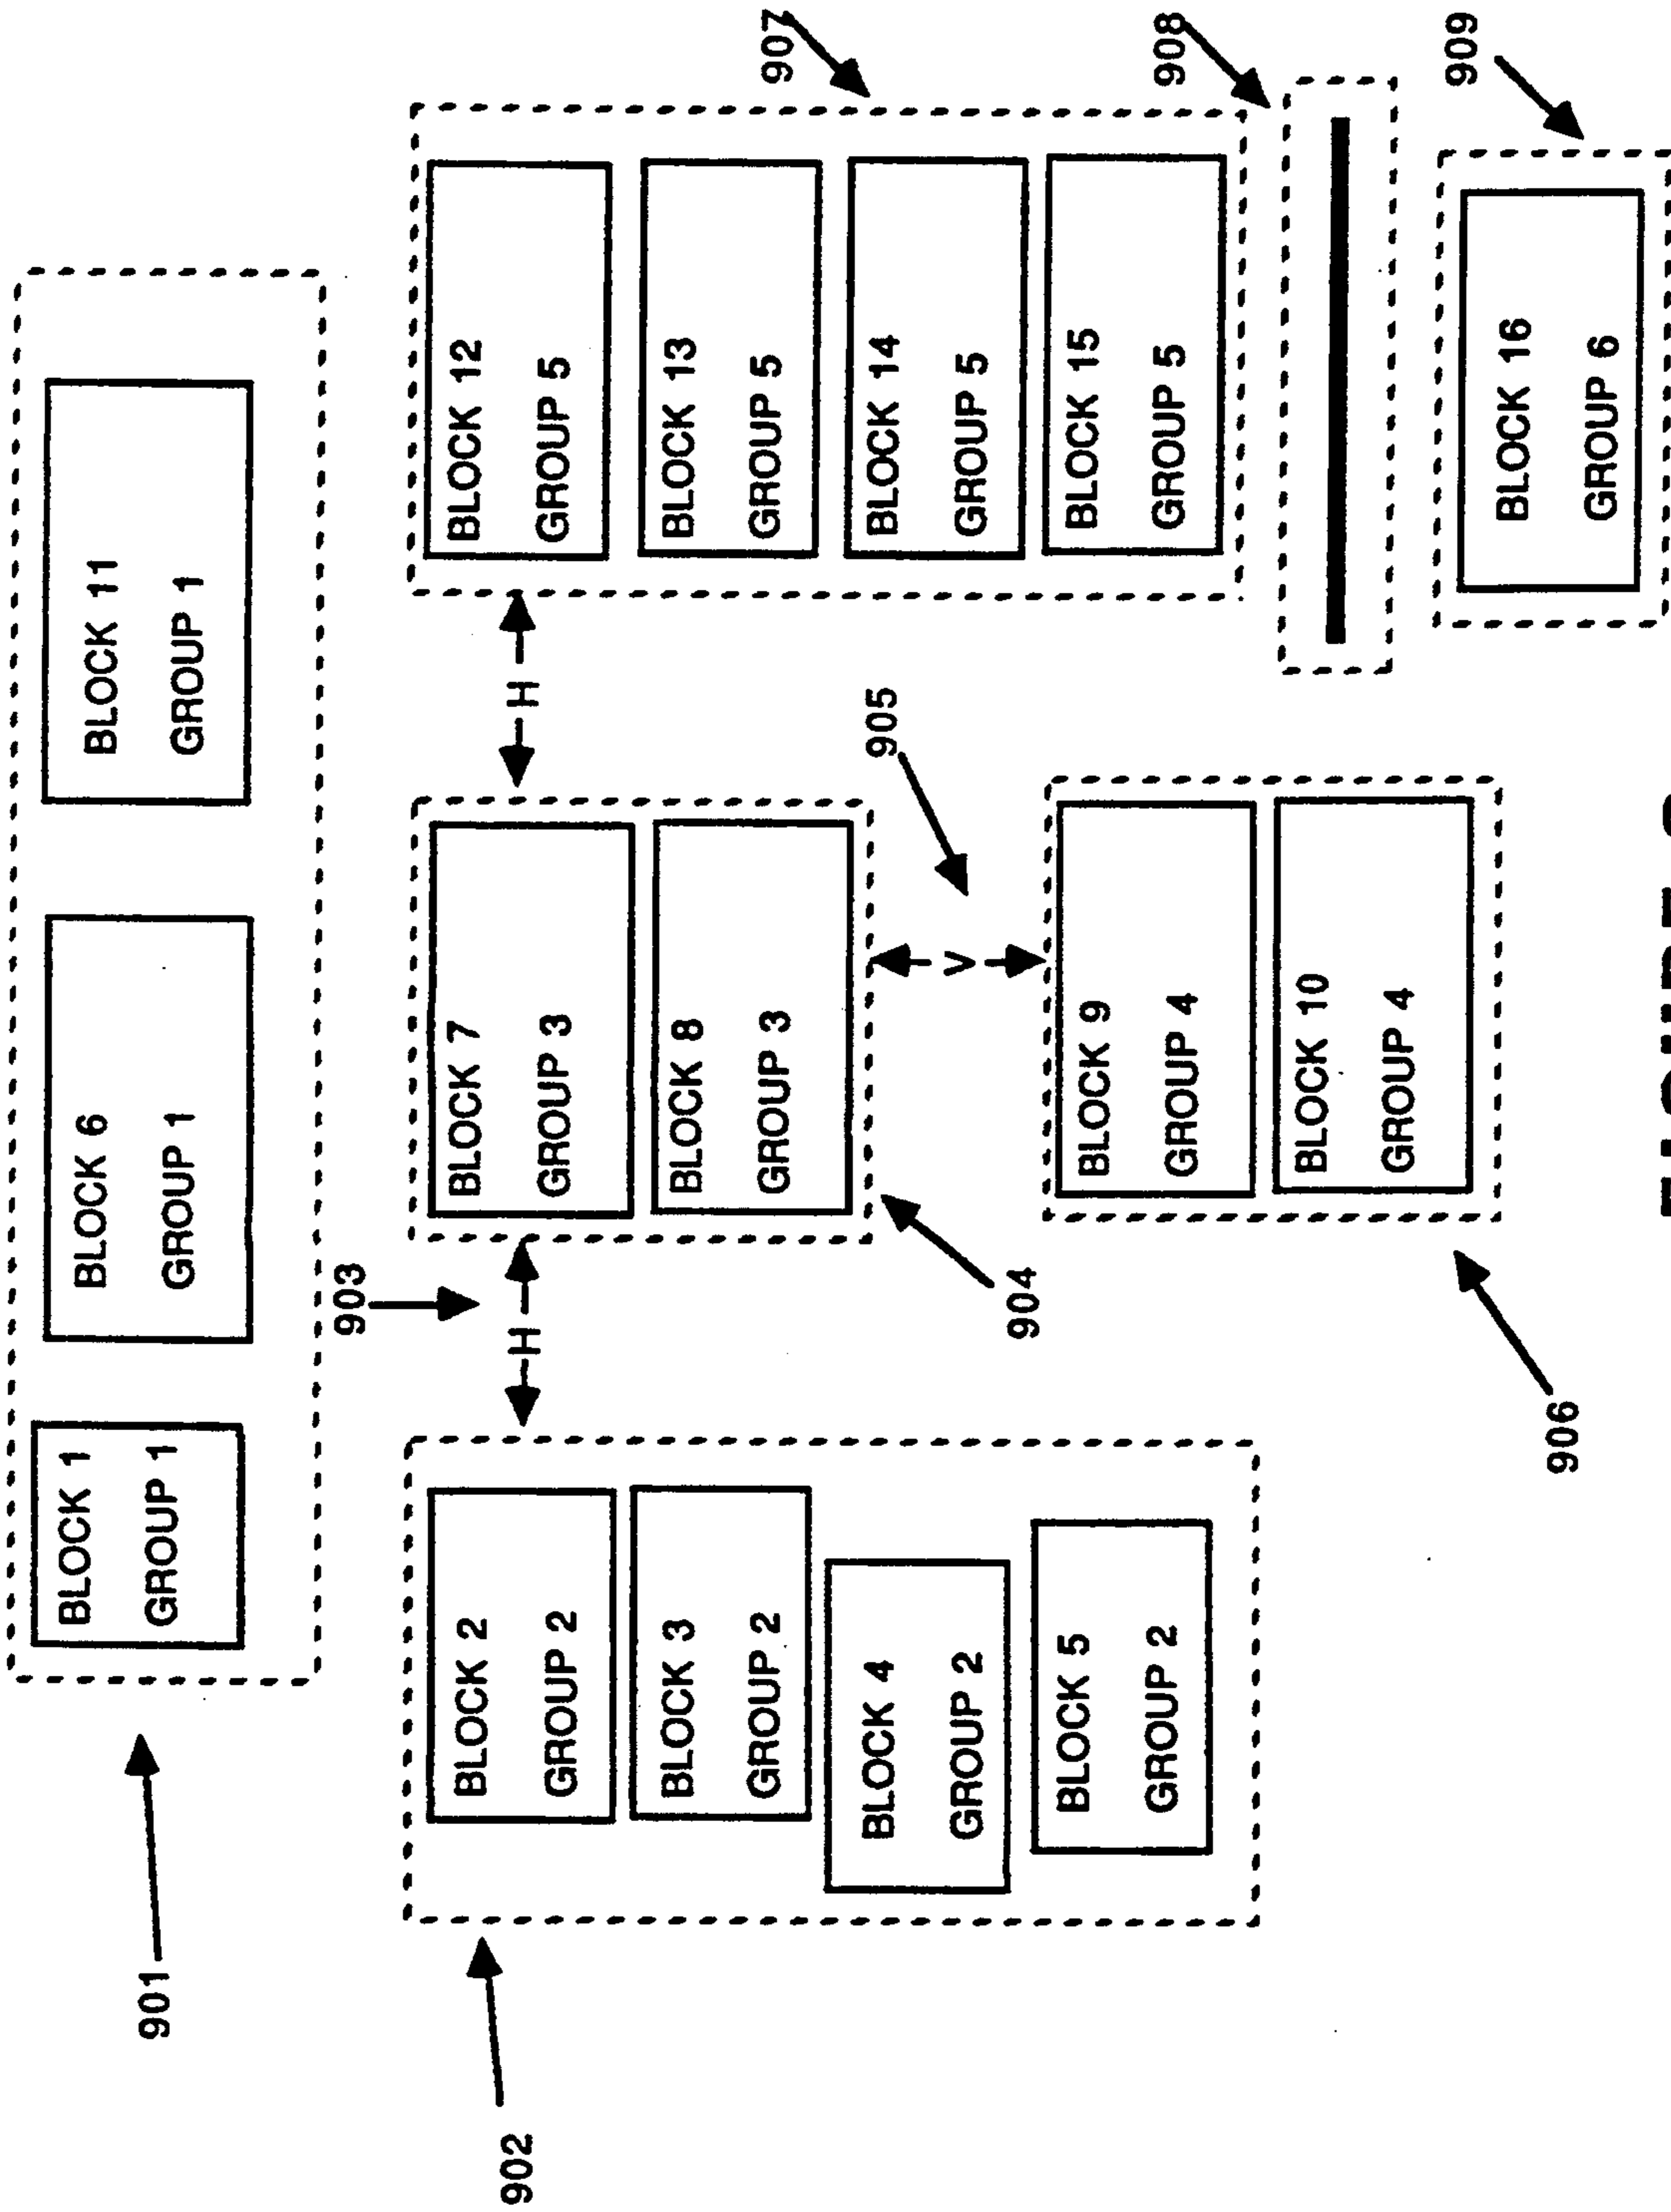 901
BLOCK 1
GROUP 1
BLOCK 6
GROUP 1
BLOCK 11
GROUP 1
902
BLOCK 2
GROUP 2
BLOCK 3
GROUP 2
BLOCK 4
GROUP 2
BLOCK 5
GROUP 2
903
H
BLOCK 7
GROUP 3
BLOCK 8
GROUP 3
904
V
905
BLOCK 9
GROUP 4
BLOCK 10
GROUP 4
906
H
BLOCK 12
GROUP 5
BLOCK 13
GROUP 5
BLOCK 14
GROUP 5
BLOCK 15
GROUP 5
907
908
BLOCK 16
GROUP 6
909